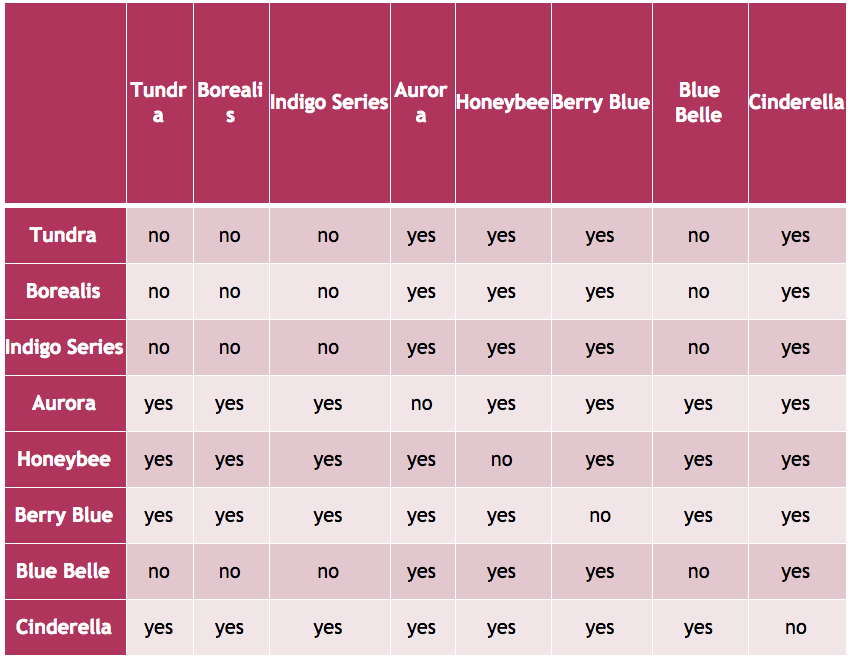 Tundr
a
Boreali
s
Indigo Series
Auror
a
Honeybee
Berry Blue
Blue
Belle
Cinderella
Tundra no no no yes yes yes no yes
Borealis no no no yes yes yes no yes
Indigo Series no no no yes yes yes no yes
Aurora yes yes yes no yes yes yes yes
Honeybee yes yes yes yes no yes yes yes
Berry Blue yes yes yes yes yes no yes yes
Blue Belle no no no yes yes yes no yes
Cinderella yes yes yes yes yes yes yes no